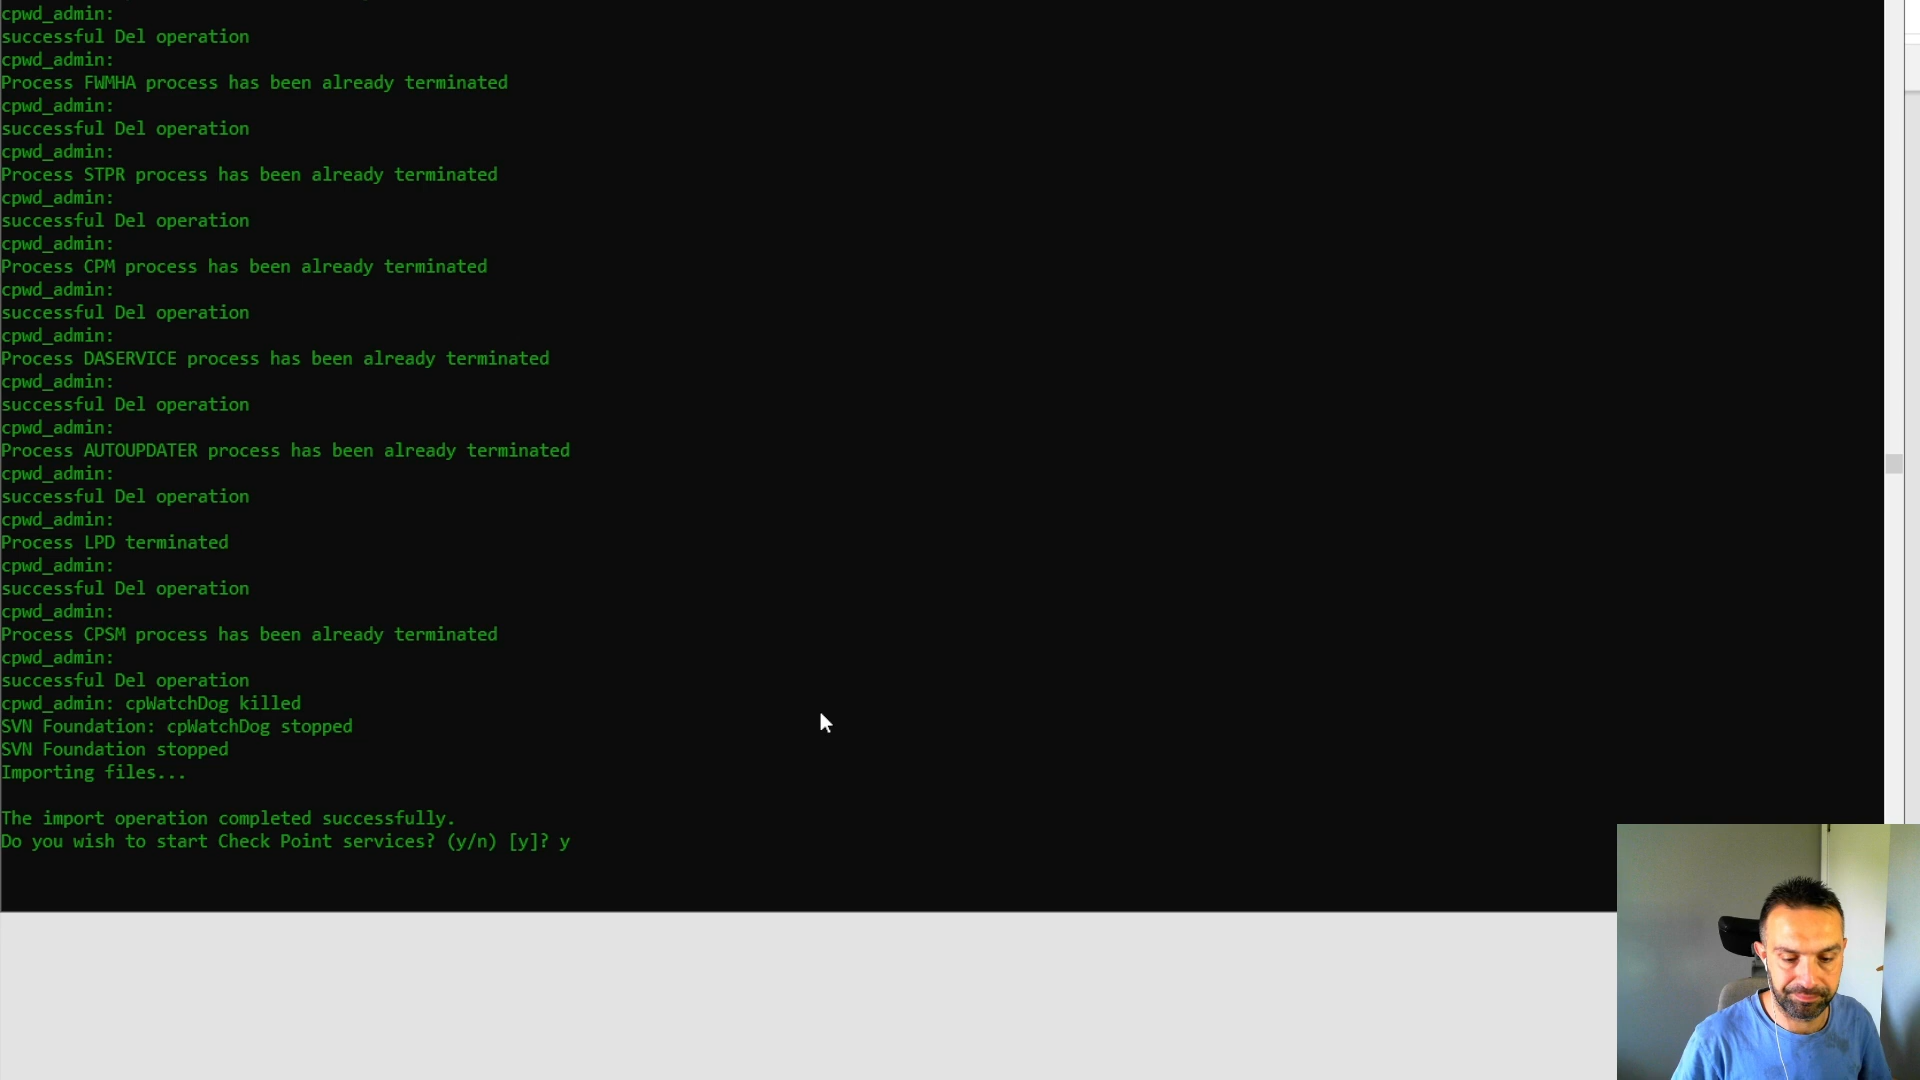 cpwd_admin:
successful Del operation
cpwd_admin:
Process FWMHA process has been already terminated
cpwd_admin:
successful Del operation
cpwd_admin:
Process STPR process has been already terminated
cpwd_admin:
successful Del operation
cpwd_admin:
Process CPM process has been already terminated
cpwd_admin:
successful Del operation
cpwd_admin:
Process DASERVICE process has been already terminated
cpwd_admin:
successful Del operation
cpwd_admin:
Process AUTOUPDATER process has been already terminated
cpwd_admin:
successful Del operation
cpwd_admin:
Process LPD terminated
cpwd_admin:
successful Del operation
cpwd_admin:
Process CPSM process has been already terminated
cpwd_admin:
successful Del operation
cpwd_admin: cpWatchDog killed
SVN Foundation: cpWatchDog stopped
SVN Foundation stopped
Importing files...
The import operation completed successfully.
Do you wish to start Check Point services? (y/n) [y]? y